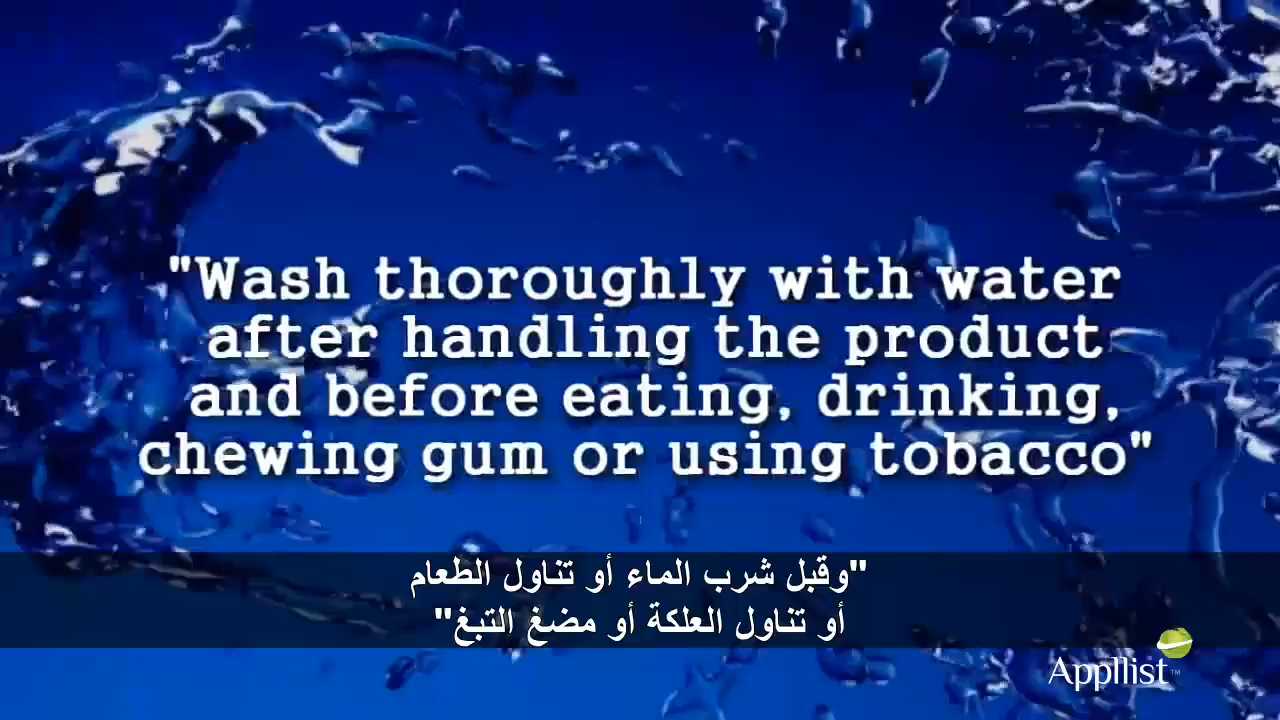 "Wash thoroughly with water
after handling the product
and before eating, drinking,
chewing gum or using tobacco"
"وقبل شرب الماء أو تناول الطعام
أو تناول العلكة أو مضغ التبغ"
Appllist™